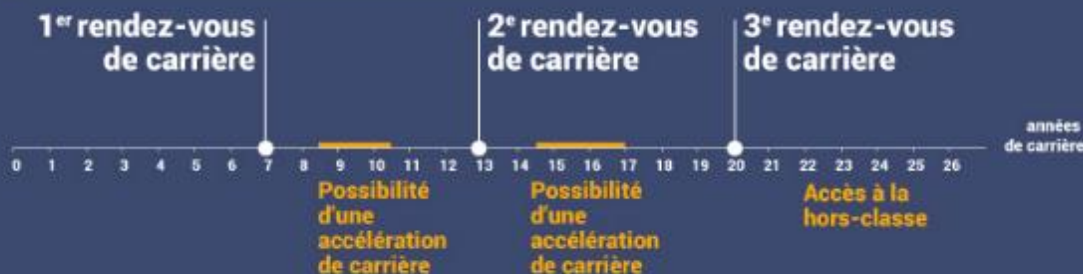 1er rendez-vous
de carrière
2e rendez-vous
de carrière
3e rendez-vous
de carrière
années
de carrière
0 1 2 3 4 5 6 7 8 9 10 11 12 13 14 15 16 17 18 19 20 21 22 23 24 25 26
Possibilité
d'une
accélération
de carrière
Possibilité
d'une
accélération
de carrière
Accès à la
hors-classe